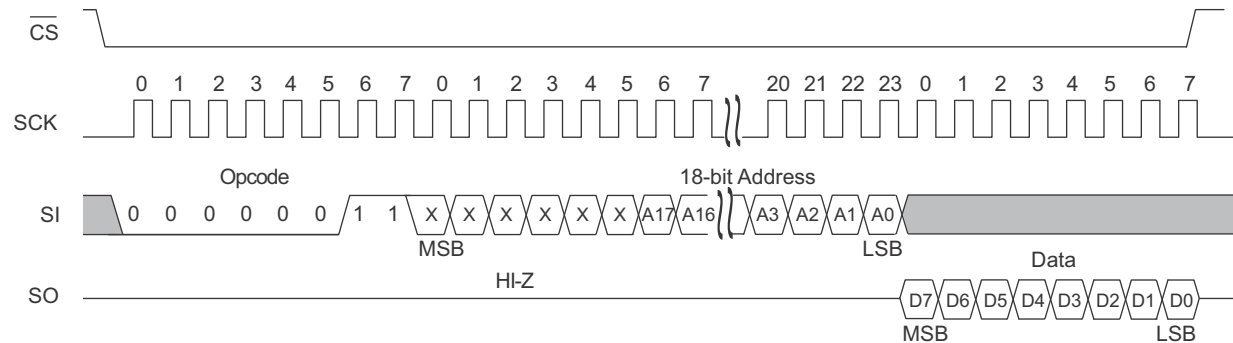 CS
0 1 2 3 4 5 6 7 0 1 2 3 4 5 6 7 20 21 22 23 0 1 2 3 4 5 6 7
SCK
Opcode 18-bit Address
SI 0 0 0 0 0 0 1 1 X X X X X X A17 A16 A3 A2 A1 A0
MSB LSB
HI-Z Data
SO D7 D6 D5 D4 D3 D2 D1 D0
MSB LSB